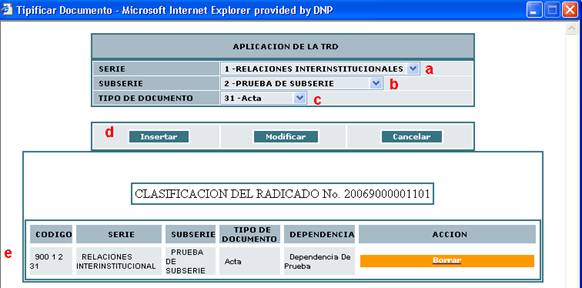 Tipificar Documento - Microsoft Internet Explorer provided by DNP
APLICACION DE LA TRD
SERIE 1 -RELACIONES INTERINSTITUCIONALES a
SUBSERIE 2 -PRUEBA DE SUBSERIE b
TIPO DE DOCUMENTO 31 -Acta c
d Insertar Modificar Cancelar
CLASIFICACION DEL RADICADO No. 20069000001101
CODIGO SERIE SUBSERIE TIPO DE DOCUMENTO DEPENDENCIA ACCION
e 900 1 2 31 RELACIONES INTERINSTITUCIONAL PRUEBA DE SUBSERIE Acta Dependencia De Prueba Borrar